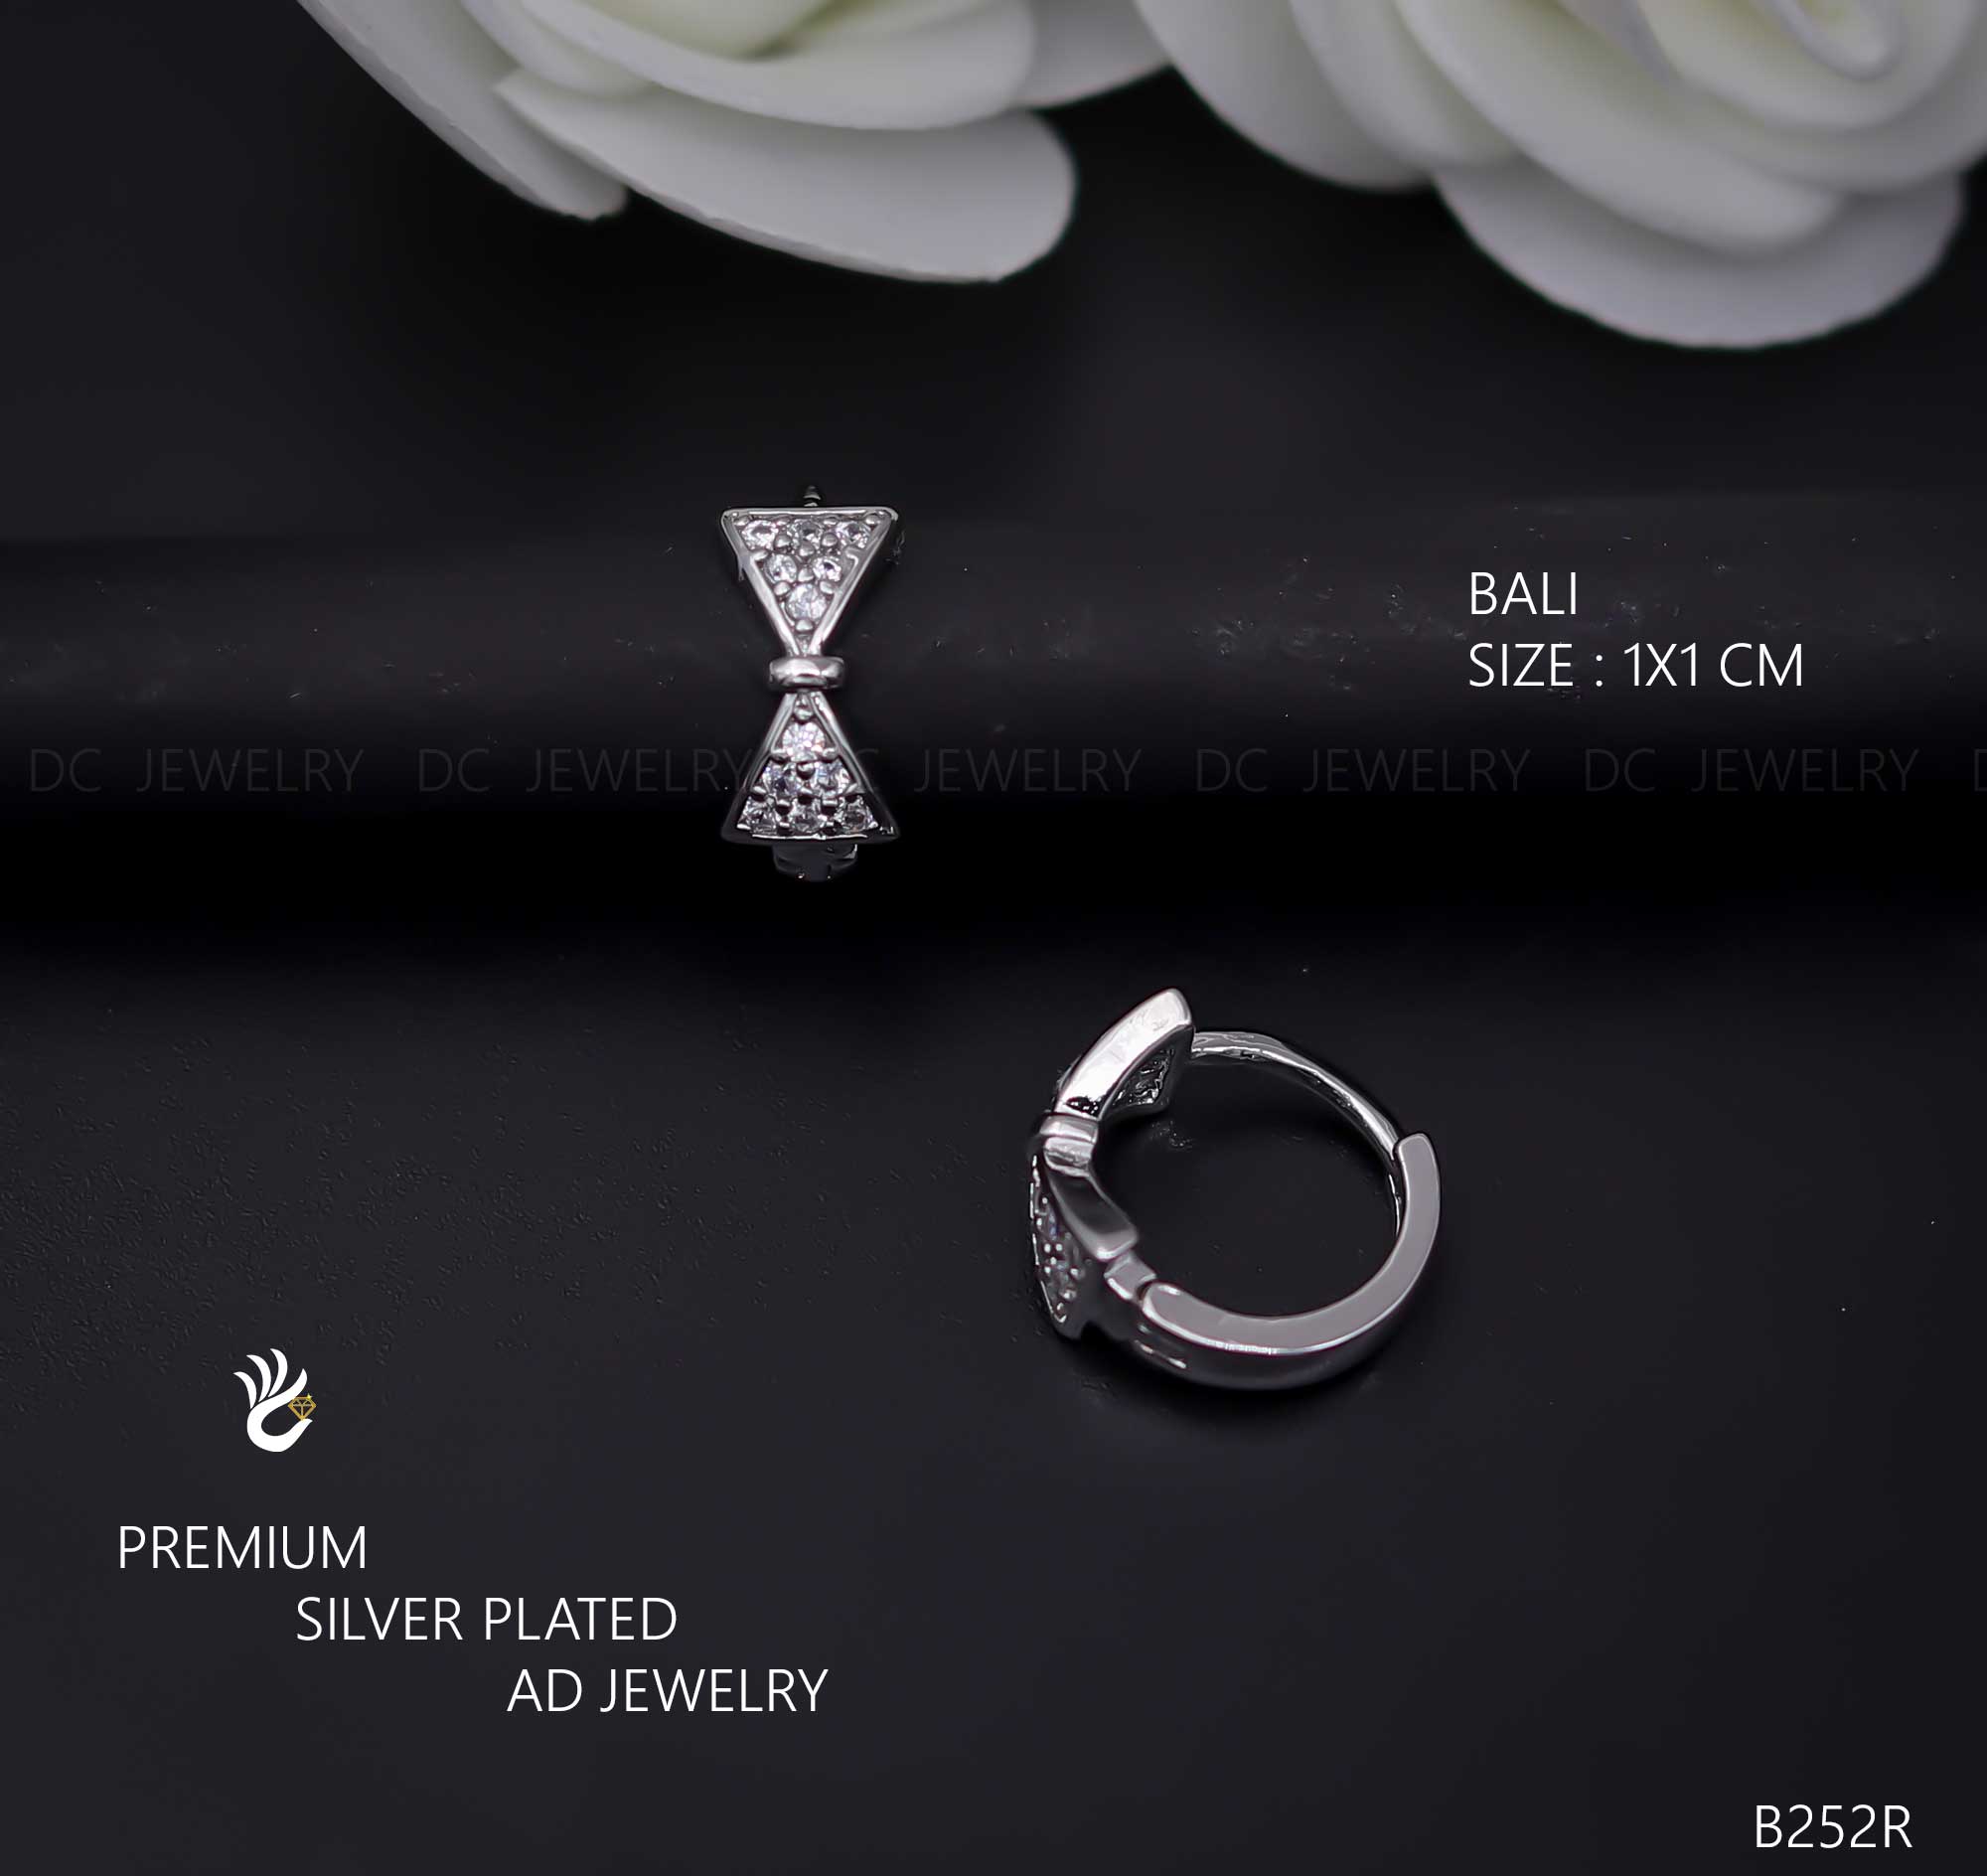 BALI
SIZE : 1X1 CM
DC JEWELRY DC JEWELRY DC JEWELRY DC JEWELRY DC JEWELRY D
PREMIUM
SILVER PLATED
AD JEWELRY
B252R